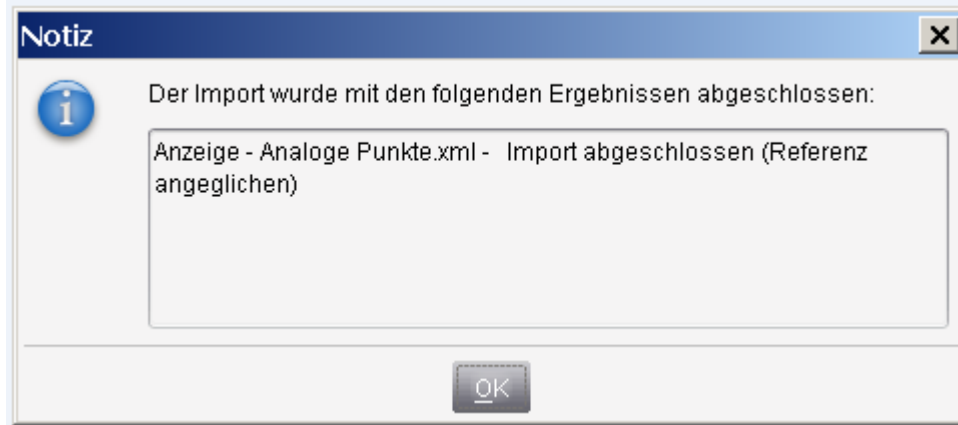 Notiz
Der Import wurde mit den folgenden Ergebnissen abgeschlossen:
Anzeige - Analoge Punkte.xml - Import abgeschlossen (Referenz
angeglichen)
OK